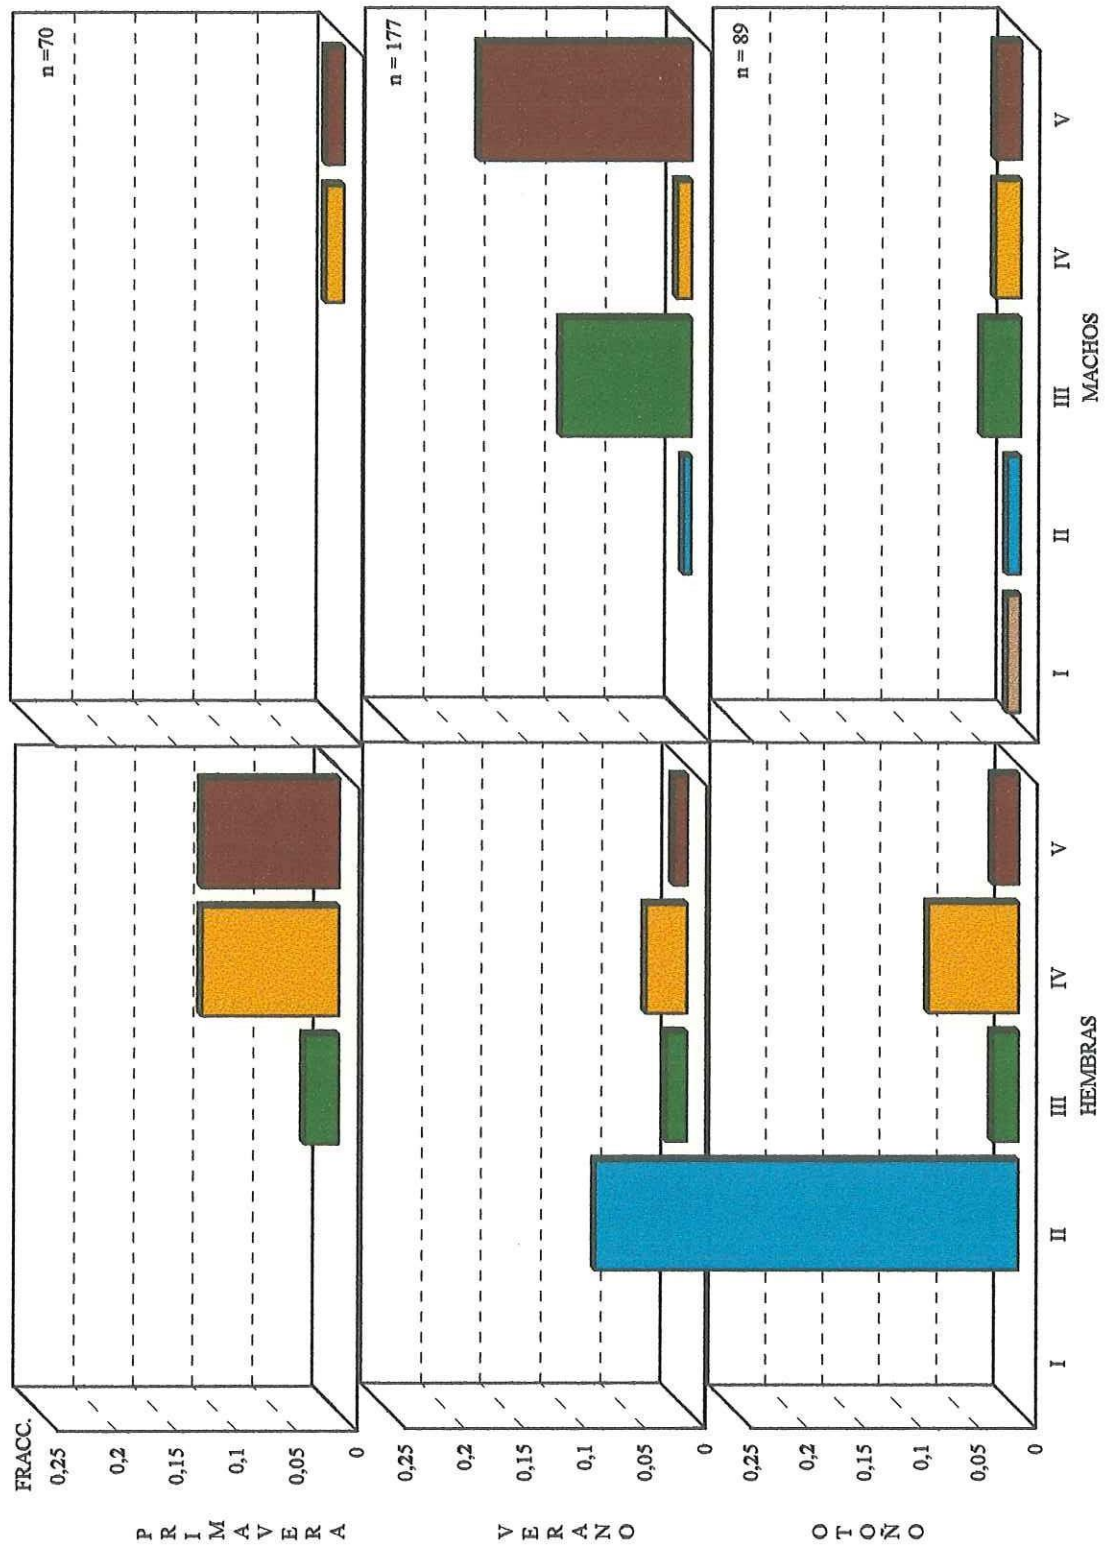 FRACC.
PRIMAVERA
0,25
0,2
0,15
0,1
0,05
0
n =70
VERANO
0,25
0,2
0,15
0,1
0,05
0
n = 177
OTOÑO
0,25
0,2
0,15
0,1
0,05
0
n = 89
I II III IV V I II III IV V
HEMBRAS MACHOS